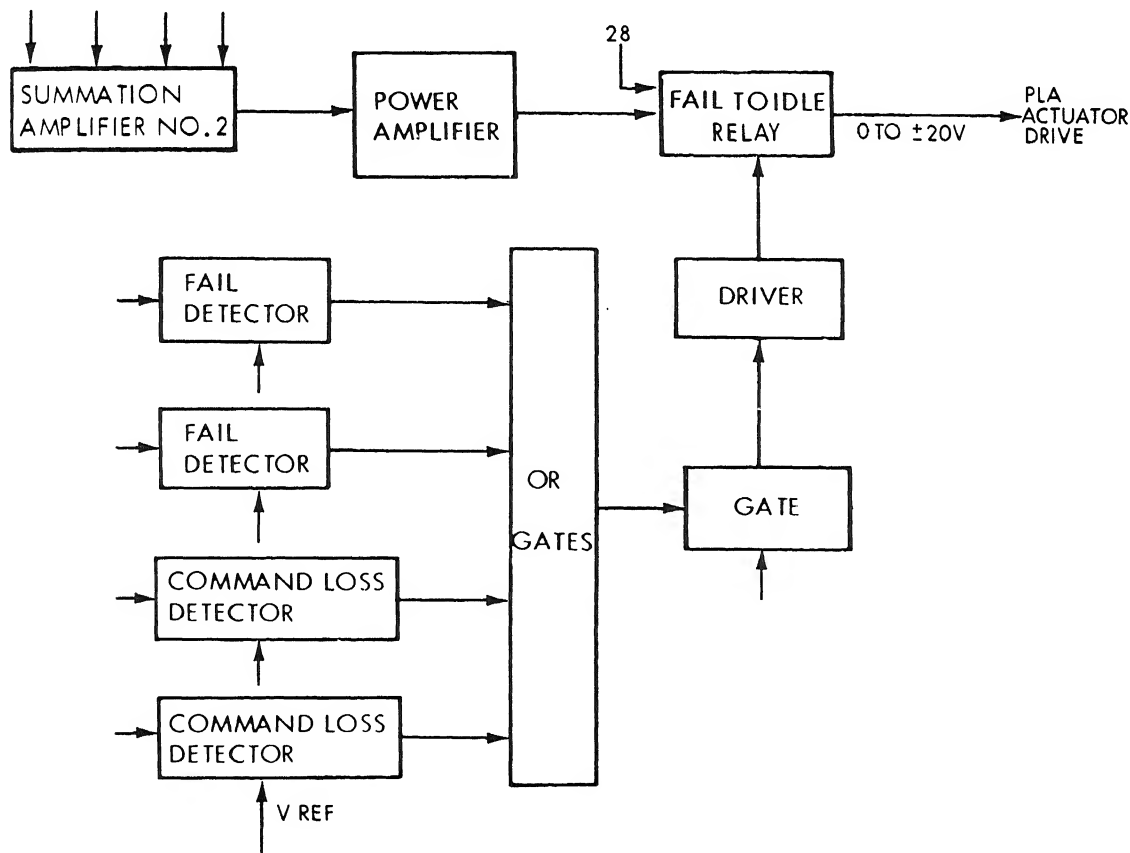 28
SUMMATION
AMPLIFIER NO.2
POWER
AMPLIFIER
FAIL TOIDLE
RELAY
0 TO ±20V
PLA
ACTUATOR
DRIVE
FAIL
DETECTOR
DRIVER
FAIL
DETECTOR
OR
GATES
GATE
COMMAND LOSS
DETECTOR
COMMAND LOSS
DETECTOR
V REF